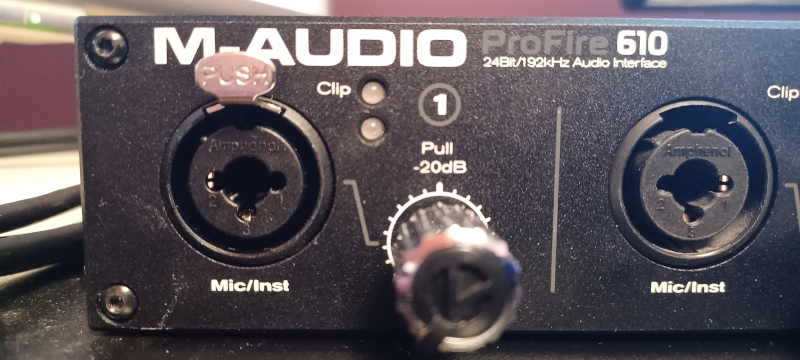 M-AUDIO ProFire 610
24Bit/192kHz Audio Interface
PUSH
Clip
1
Pull
-20dB
Amphenol
2 1
3
Mic/Inst
Clip
Amphenol
2 1
3
Mic/Inst